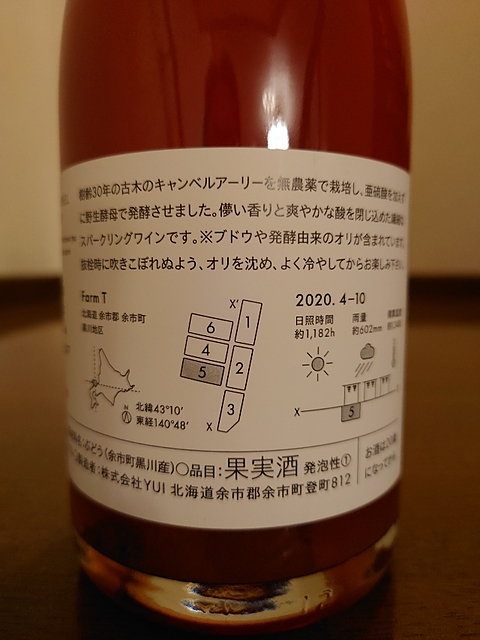 樹齢30年の古木のキャンベルアーリーを無農薬で栽培し、亜硫酸を加えず
に野生酵母で発酵させました。儚い香りと爽やかな酸を閉じ込めた
スパークリングワインです。※ブドウや発酵由来のオリが含まれています。
抜栓時に吹きこぼれぬよう、オリを沈め、よく冷やしてからお楽しみ下さい。
Farm T
北海道 余市郡 余市町
黒川地区
N
北緯43°10'
東経140°48'
X'
1
6
4
2
5
3
X
2020. 4–10
日照時間
約1,182h
雨量
約602mm
X
5
ぶどう(余市町黒川産)○品目:果実酒 発泡性①
者:株式会社YUI 北海道余市郡余市町登町812
お酒は20歳
になってから